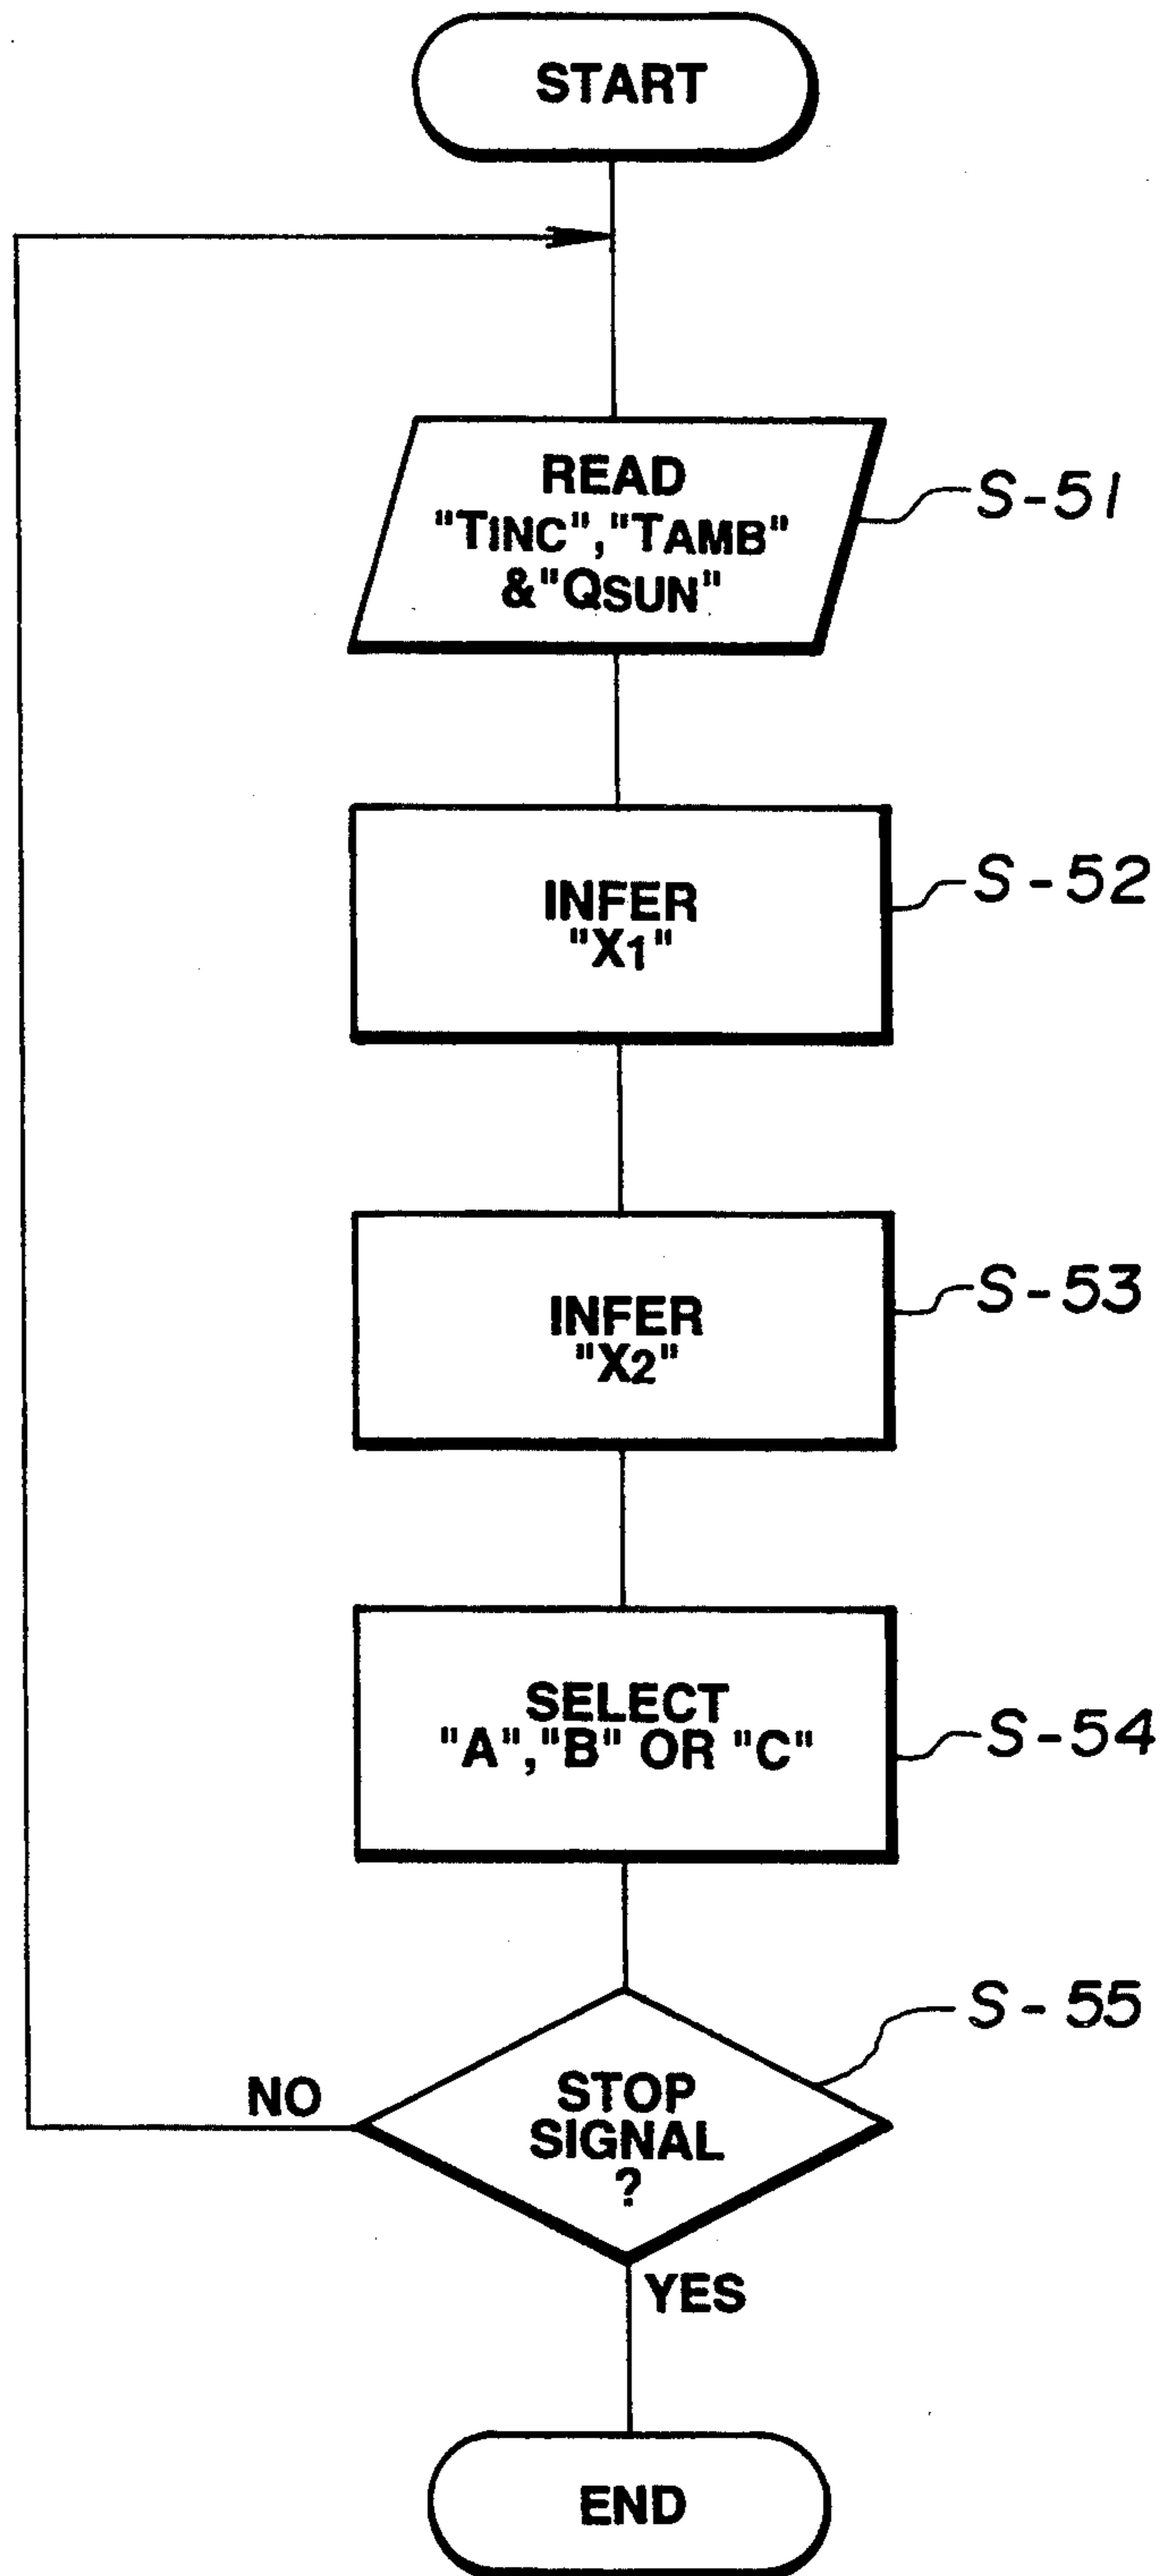 START
READ
"TINC","TAMB"
&"QSUN"
S-51
INFER
"X1"
S-52
INFER
"X2"
S-53
SELECT
"A","B" OR "C"
S-54
STOP
SIGNAL
?
S-55
NO
YES
END